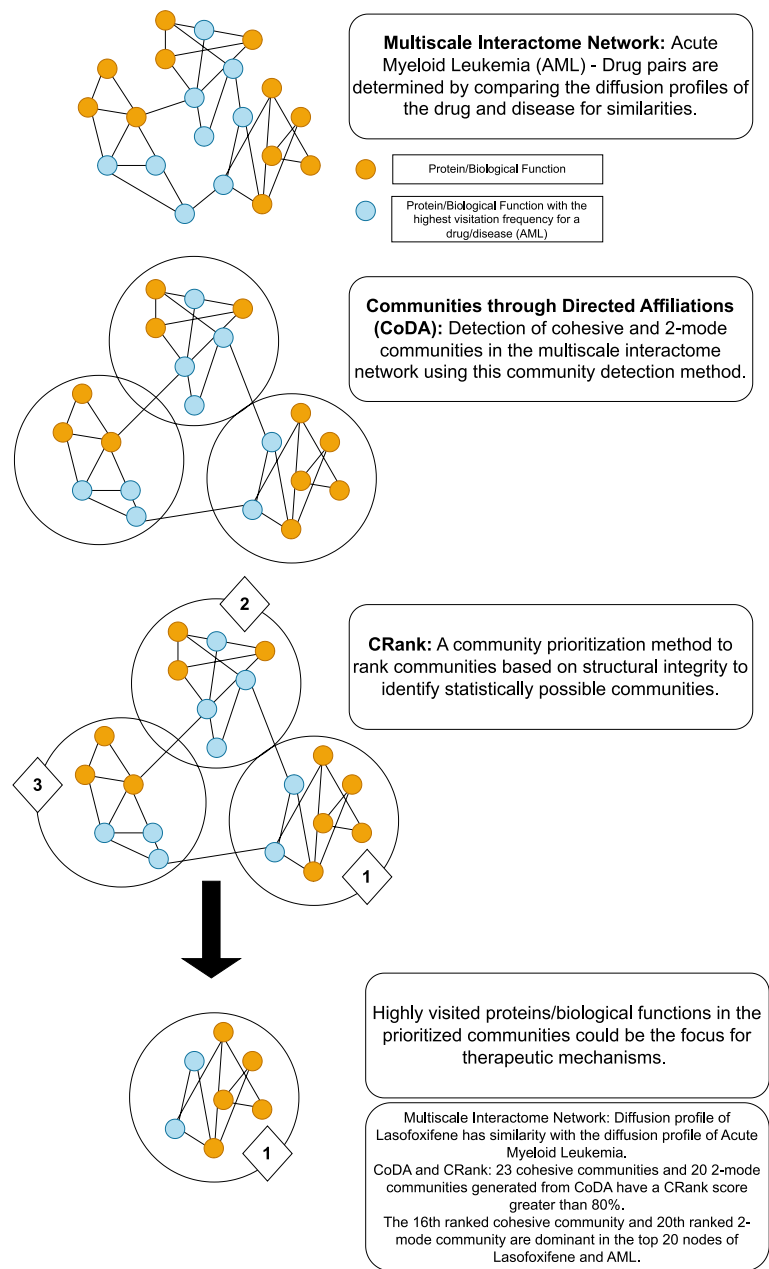 Multiscale Interactome Network: Acute
Myeloid Leukemia (AML) - Drug pairs are
determined by comparing the diffusion profiles of
the drug and disease for similarities.
Protein/Biological Function
Protein/Biological Function with the
highest visitation frequency for a
drug/disease (AML)
Communities through Directed Affiliations
(CoDA): Detection of cohesive and 2-mode
communities in the multiscale interactome
network using this community detection method.
2
CRank: A community prioritization method to
rank communities based on structural integrity to
identify statistically possible communities.
3
1
Highly visited proteins/biological functions in the
prioritized communities could be the focus for
therapeutic mechanisms.
1
Multiscale Interactome Network: Diffusion profile of
Lasofoxifene has similarity with the diffusion profile of Acute
Myeloid Leukemia.
CoDA and CRank: 23 cohesive communities and 20 2-mode
communities generated from CoDA have a CRank score
greater than 80%.
The 16th ranked cohesive community and 20th ranked 2-
mode community are dominant in the top 20 nodes of
Lasofoxifene and AML.